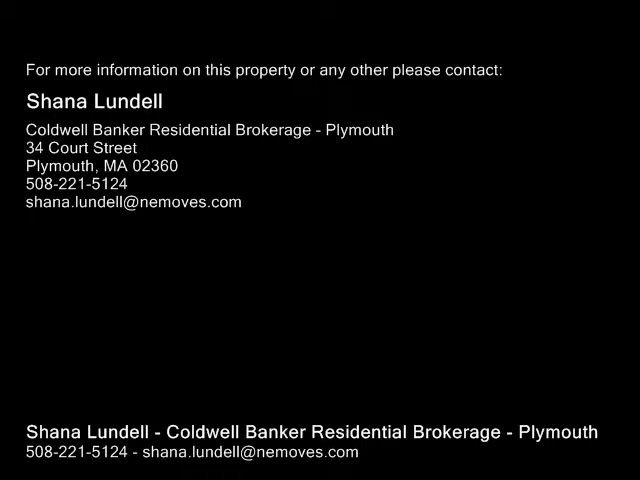 For more information on this property or any other please contact:
Shana Lundell
Coldwell Banker Residential Brokerage - Plymouth
34 Court Street
Plymouth, MA 02360
508-221-5124
shana.lundell@nemoves.com
Shana Lundell - Coldwell Banker Residential Brokerage - Plymouth
508-221-5124 - shana.lundell@nemoves.com